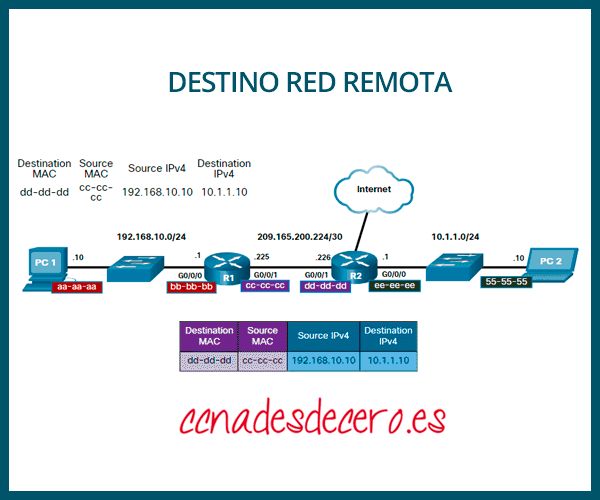 DESTINO RED REMOTA
Destination MAC Source MAC Source IPv4 Destination IPv4
dd-dd-dd cc-cc-cc 192.168.10.10 10.1.1.10
Internet
192.168.10.0/24 209.165.200.224/30 10.1.1.0/24
PC 1 .10 .1 R1 .225 .226 R2 .1 .10 PC 2
G0/0/0 G0/0/1 G0/0/1 G0/0/0
aa-aa-aa bb-bb-bb cc-cc-cc dd-dd-dd ee-ee-ee 55-55-55
Destination MAC Source MAC Source IPv4 Destination IPv4
dd-dd-dd cc-cc-cc 192.168.10.10 10.1.1.10
ccnadesdecero.es